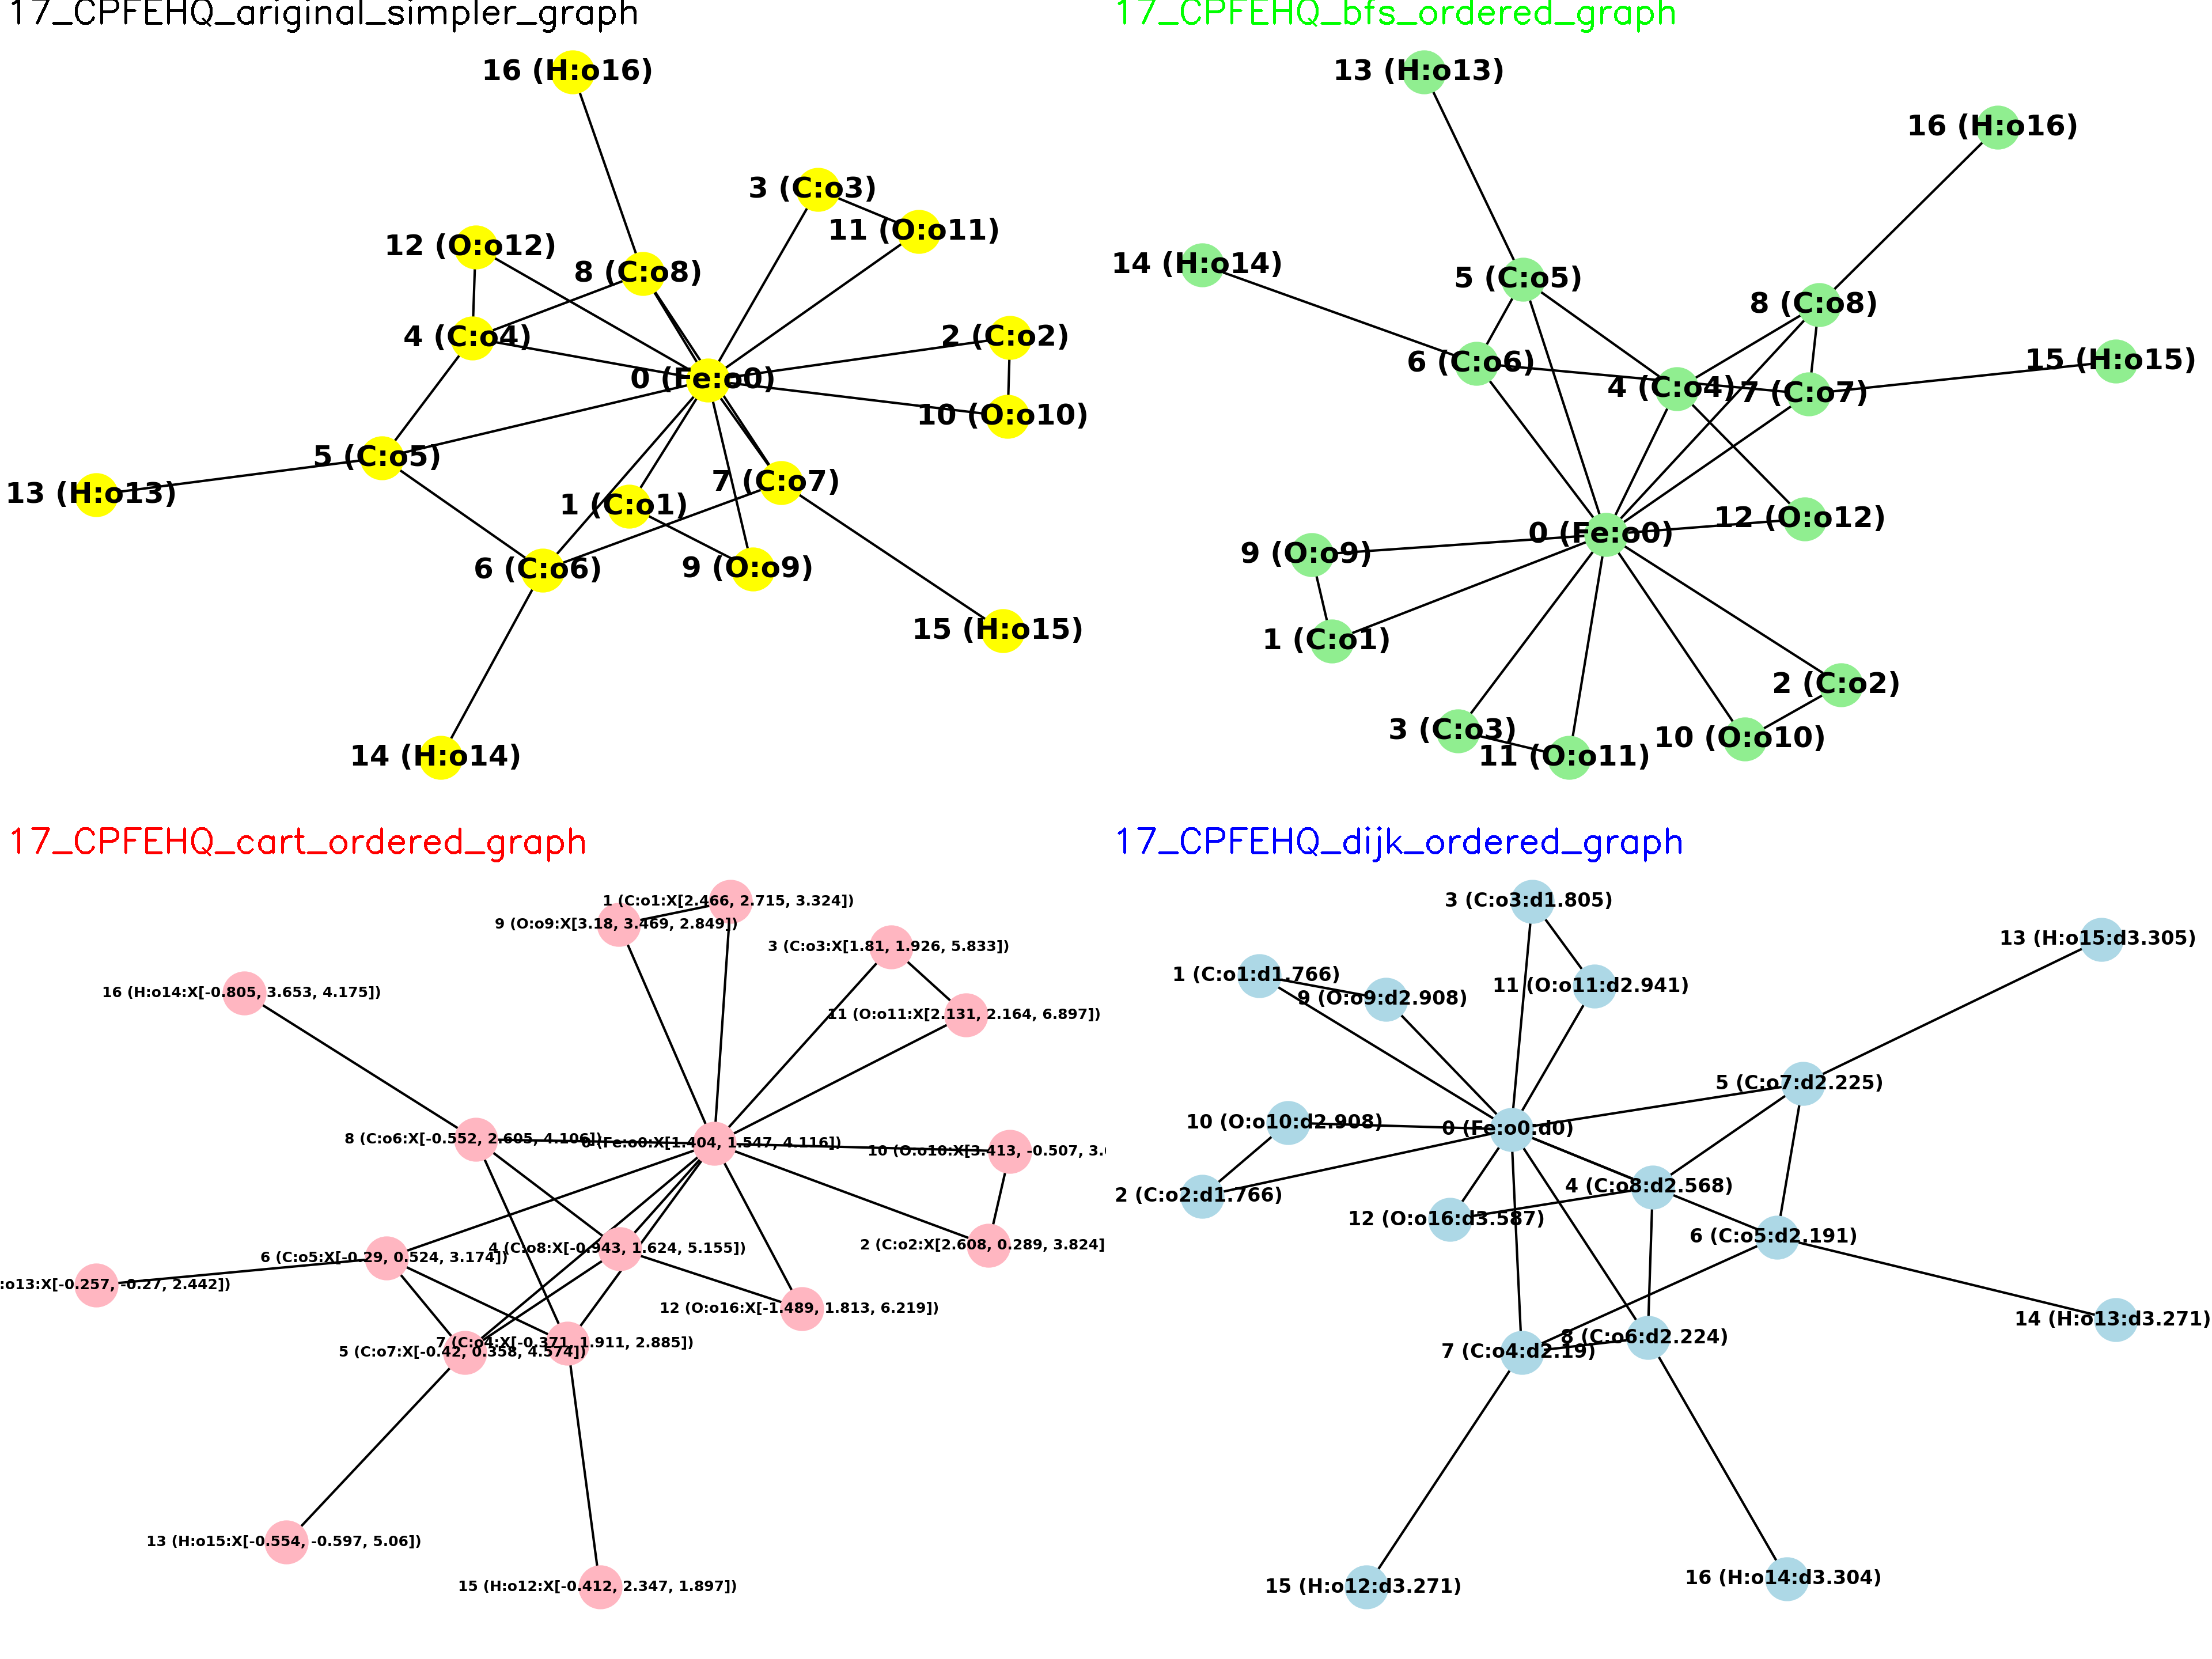 17_CPFEHQ_ariginal_simpler_graph
16 (H:o16)
3 (C:o3)
11 (O:o11)
12 (O:o12)
8 (C:o8)
4 (C:o4)
2 (C:o2)
0 (Fe:o0)
10 (O:o10)
5 (C:o5)
7 (C:o7)
13 (H:o13)
1 (C:o1)
6 (C:o6)
9 (O:o9)
15 (H:o15)
14 (H:o14)
17_CPFEHQ_bfs_ordered_graph
13 (H:o13)
16 (H:o16)
14 (H:o14)
5 (C:o5)
8 (C:o8)
6 (C:o6)
15 (H:o15)
4 (C:o4)
7 (C:o7)
12 (O:o12)
0 (Fe:o0)
9 (O:o9)
1 (C:o1)
2 (C:o2)
3 (C:o3)
10 (O:o10)
11 (O:o11)
17_CPFEHQ_cart_ordered_graph
1 (C:o1:X[2.466, 2.715, 3.324])
9 (O:o9:X[3.18, 3.469, 2.849])
3 (C:o3:X[1.81, 1.926, 5.833])
16 (H:o14:X[-0.805, 3.653, 4.175])
11 (O:o11:X[2.131, 2.164, 6.897])
8 (C:o6:X[-0.552, 2.605, 4.106])
0 (Fe:o0:X[1.404, 1.547, 4.116])
10 (O:o10:X[3.413, -0.507, 3.
2 (C:o2:X[2.608, 0.289, 3.824]
4 (C:o8:X[-0.943, 1.624, 5.155])
6 (C:o5:X[-0.29, 0.524, 3.174])
:o13:X[-0.257, -0.27, 2.442])
12 (O:o16:X[-1.489, 1.813, 6.219])
7 (C:o4:X[-0.371, 1.911, 2.885])
5 (C:o7:X[-0.42, 0.358, 4.574])
13 (H:o15:X[-0.554, -0.597, 5.06])
15 (H:o12:X[-0.412, 2.347, 1.897])
17_CPFEHQ_dijk_ordered_graph
3 (C:o3:d1.805)
13 (H:o15:d3.305)
1 (C:o1:d1.766)
11 (O:o11:d2.941)
9 (O:o9:d2.908)
5 (C:o7:d2.225)
10 (O:o10:d2.908)
0 (Fe:o0:d0)
4 (C:o8:d2.568)
2 (C:o2:d1.766)
12 (O:o16:d3.587)
6 (C:o5:d2.191)
14 (H:o13:d3.271)
8 (C:o6:d2.224)
7 (C:o4:d2.19)
16 (H:o14:d3.304)
15 (H:o12:d3.271)